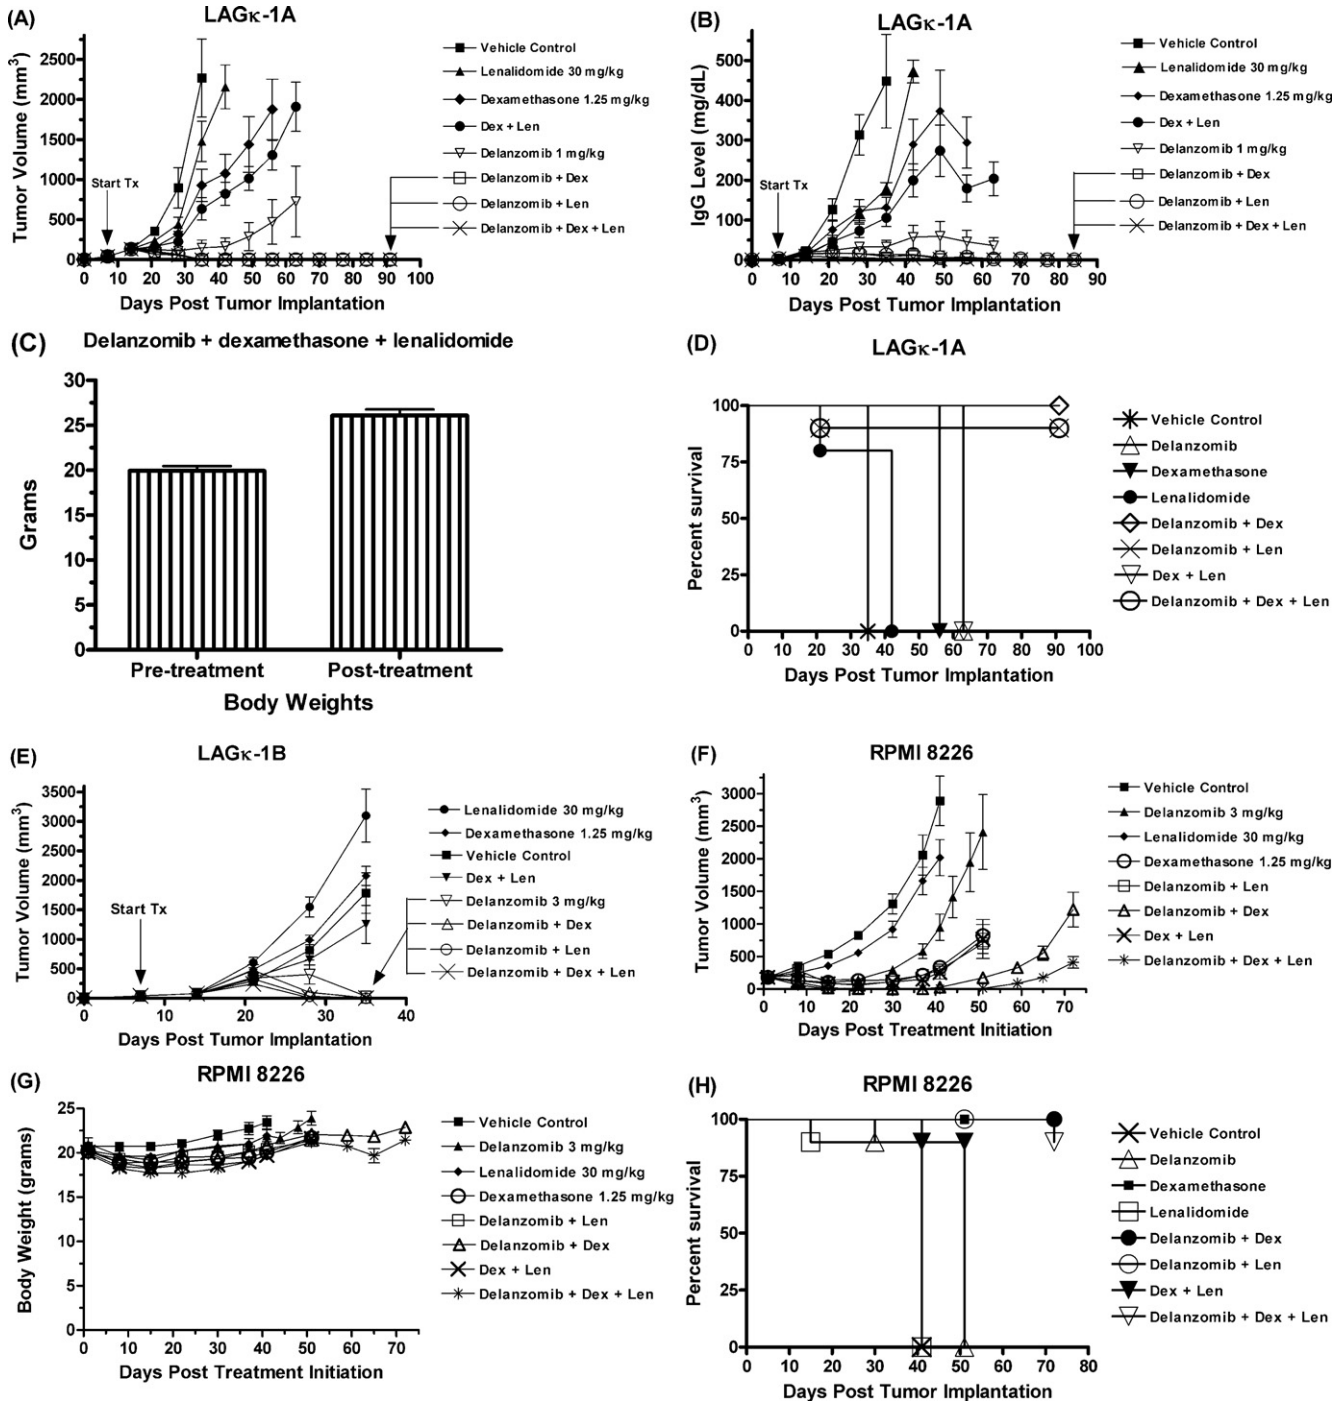 (A)
LAGκ-1A
Tumor Volume (mm³)
2500
2000
1500
1000
500
0
Start Tx
0 10 20 30 40 50 60 70 80 90 100
Days Post Tumor Implantation
Vehicle Control
Lenalidomide 30 mg/kg
Dexamethasone 1.25 mg/kg
Dex + Len
Delanzomib 1 mg/kg
Delanzomib + Dex
Delanzomib + Len
Delanzomib + Dex + Len
(B)
LAGκ-1A
IgG Level (mg/dL)
500
400
300
200
100
0
Start Tx
0 10 20 30 40 50 60 70 80 90
Days Post Tumor Implantation
Vehicle Control
Lenalidomide 30 mg/kg
Dexamethasone 1.25 mg/kg
Dex + Len
Delanzomib 1 mg/kg
Delanzomib + Dex
Delanzomib + Len
Delanzomib + Dex + Len
(C)
Delanzomib + dexamethasone + lenalidomide
Grams
30
25
20
15
10
5
0
Pre-treatment Post-treatment
Body Weights
(D)
LAGκ-1A
Percent survival
100
75
50
25
0
0 10 20 30 40 50 60 70 80 90 100
Days Post Tumor Implantation
Vehicle Control
Delanzomib
Dexamethasone
Lenalidomide
Delanzomib + Dex
Delanzomib + Len
Dex + Len
Delanzomib + Dex + Len
(E)
LAGκ-1B
Tumor Volume (mm³)
3500
3000
2500
2000
1500
1000
500
0
Start Tx
0 10 20 30 40
Days Post Tumor Implantation
Lenalidomide 30 mg/kg
Dexamethasone 1.25 mg/kg
Vehicle Control
Dex + Len
Delanzomib 3 mg/kg
Delanzomib + Dex
Delanzomib + Len
Delanzomib + Dex + Len
(F)
RPMI 8226
Tumor Volume (mm³)
3000
2500
2000
1500
1000
500
0
0 10 20 30 40 50 60 70
Days Post Treatment Initiation
Vehicle Control
Delanzomib 3 mg/kg
Lenalidomide 30 mg/kg
Dexamethasone 1.25 mg/kg
Delanzomib + Len
Delanzomib + Dex
Dex + Len
Delanzomib + Dex + Len
(G)
RPMI 8226
Body Weight (grams)
25
20
15
10
5
0
0 10 20 30 40 50 60 70
Days Post Treatment Initiation
Vehicle Control
Delanzomib 3 mg/kg
Lenalidomide 30 mg/kg
Dexamethasone 1.25 mg/kg
Delanzomib + Len
Delanzomib + Dex
Dex + Len
Delanzomib + Dex + Len
(H)
RPMI 8226
Percent survival
100
75
50
25
0
0 10 20 30 40 50 60 70 80
Days Post Tumor Implantation
Vehicle Control
Delanzomib
Dexamethasone
Lenalidomide
Delanzomib + Dex
Delanzomib + Len
Dex + Len
Delanzomib + Dex + Len